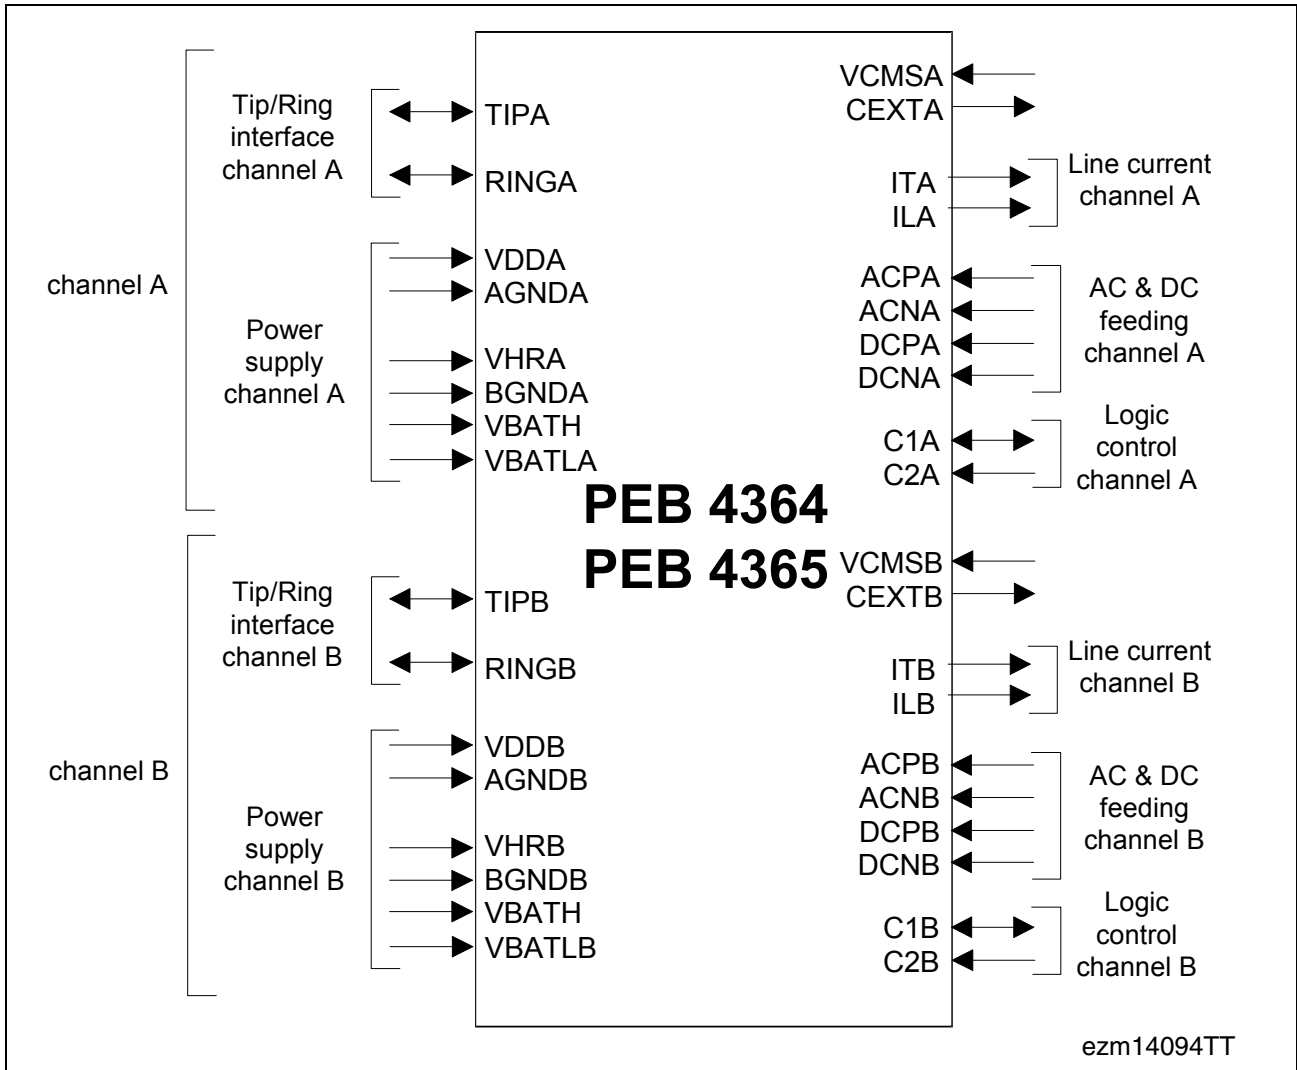 channel A
Tip/Ring
interface
channel A
Power
supply
channel A
TIPA
RINGA
VDDA
AGNDA
VHRA
BGNDA
VBATH
VBATLA
VCMSA
CEXTA
ITA
ILA
Line current
channel A
ACPA
ACNA
DCPA
DCNA
AC & DC
feeding
channel A
C1A
C2A
Logic
control
channel A
PEB 4364
PEB 4365
channel B
Tip/Ring
interface
channel B
Power
supply
channel B
TIPB
RINGB
VDDB
AGNDB
VHRB
BGNDB
VBATH
VBATLB
VCMSB
CEXTB
ITB
ILB
Line current
channel B
ACPB
ACNB
DCPB
DCNB
AC & DC
feeding
channel B
C1B
C2B
Logic
control
channel B
ezm14094TT